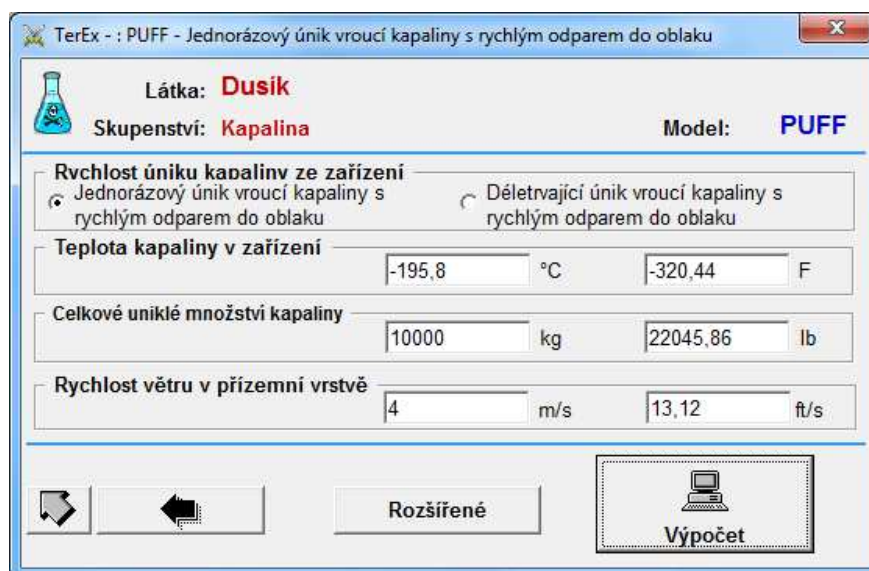 TerEx - : PUFF - Jednorázový únik vroucí kapaliny s rychlým odparem do oblaku
x
Látka: Dusík
Skupenství: Kapalina Model: PUFF
Rychlost úniku kapaliny ze zařízení
Jednorázový únik vroucí kapaliny s
rychlým odparem do oblaku
Déletrvající únik vroucí kapaliny s
rychlým odparem do oblaku
Teplota kapaliny v zařízení
-195,8 °C -320,44 F
Celkové uniklé množství kapaliny
10000 kg 22045,86 lb
Rychlost větru v přízemní vrstvě
4 m/s 13,12 ft/s
Rozšířené
Výpočet